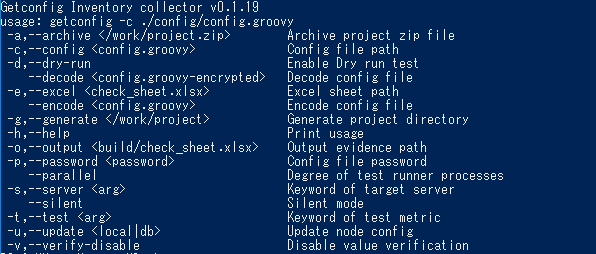 Getconfig Inventory collector v0.1.19
usage: getconfig -c ./config/config.groovy
-a,--archive </work/project.zip> Archive project zip file
-c,--config <config.groovy> Config file path
-d,--dry-run Enable Dry run test
--decode <config.groovy-encrypted> Decode config file
-e,--excel <check_sheet.xlsx> Excel sheet path
--encode <config.groovy> Encode config file
-g,--generate </work/project> Generate project directory
-h,--help Print usage
-o,--output <build/check_sheet.xlsx> Output evidence path
-p,--password <password> Config file password
--parallel Degree of test runner processes
-s,--server <arg> Keyword of target server
--silent Silent mode
-t,--test <arg> Keyword of test metric
-u,--update <local|db> Update node config
-v,--verify-disable Disable value verification